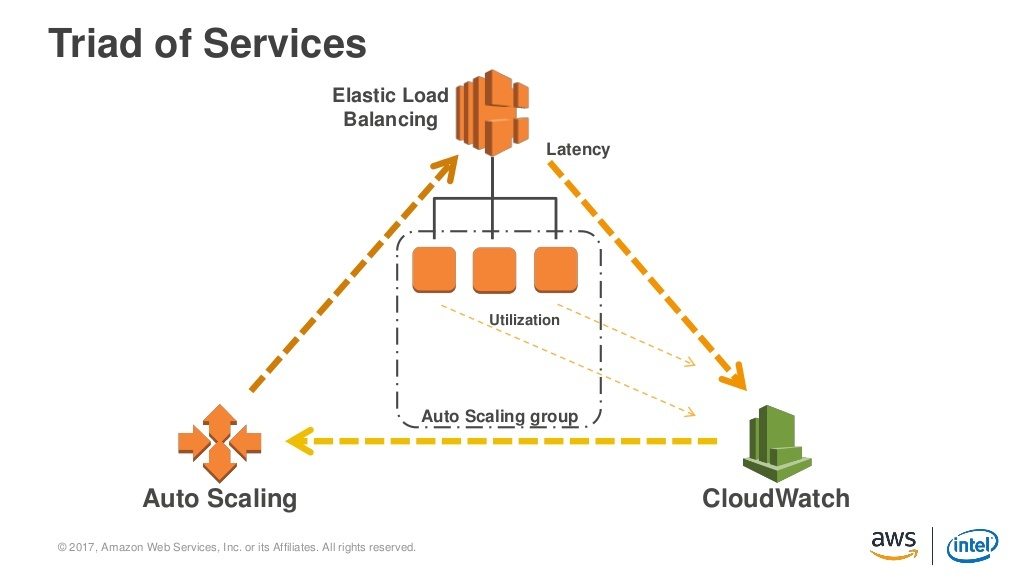 Triad of Services
Elastic Load
Balancing
Latency
Utilization
Auto Scaling group
Auto Scaling
CloudWatch
© 2017, Amazon Web Services, Inc. or its Affiliates. All rights reserved.
aws
intel